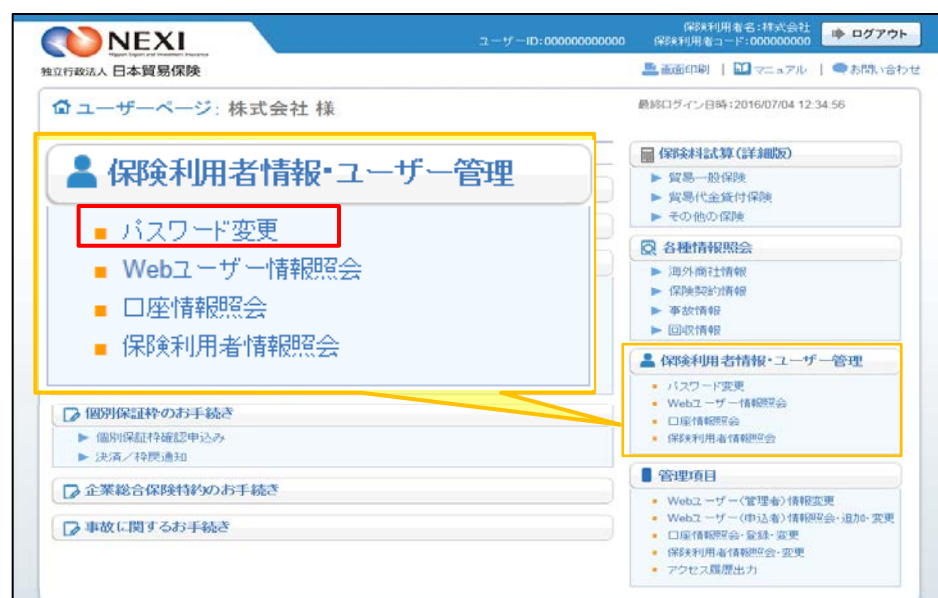 NEXI
Nippon Export and Investment Insurance
独立行政法人 日本貿易保険
ユーザーID:000000000000
保険利用者名:株式会社
保険利用者コード:000000000
ログアウト
画面印刷 | マニュアル | お問い合わせ
ユーザーページ: 株式会社 様
最終ログイン日時:2016/07/04 12:34:56
保険利用者情報・ユーザー管理
パスワード変更
Webユーザー情報照会
口座情報照会
保険利用者情報照会
個別保証枠のお手続き
個別保証枠確認申込み
決済/枠戻通知
企業総合保険特約のお手続き
事故に関するお手続き
保険料試算(詳細版)
貿易一般保険
貿易代金貸付保険
その他の保険
各種情報照会
海外商社情報
保険契約情報
事故情報
回収情報
保険利用者情報・ユーザー管理
パスワード変更
Webユーザー情報照会
口座情報照会
保険利用者情報照会
管理項目
Webユーザー(管理者)情報変更
Webユーザー(申込者)情報照会・追加・変更
口座情報照会・登録・変更
保険利用者情報照会・変更
アクセス履歴出力